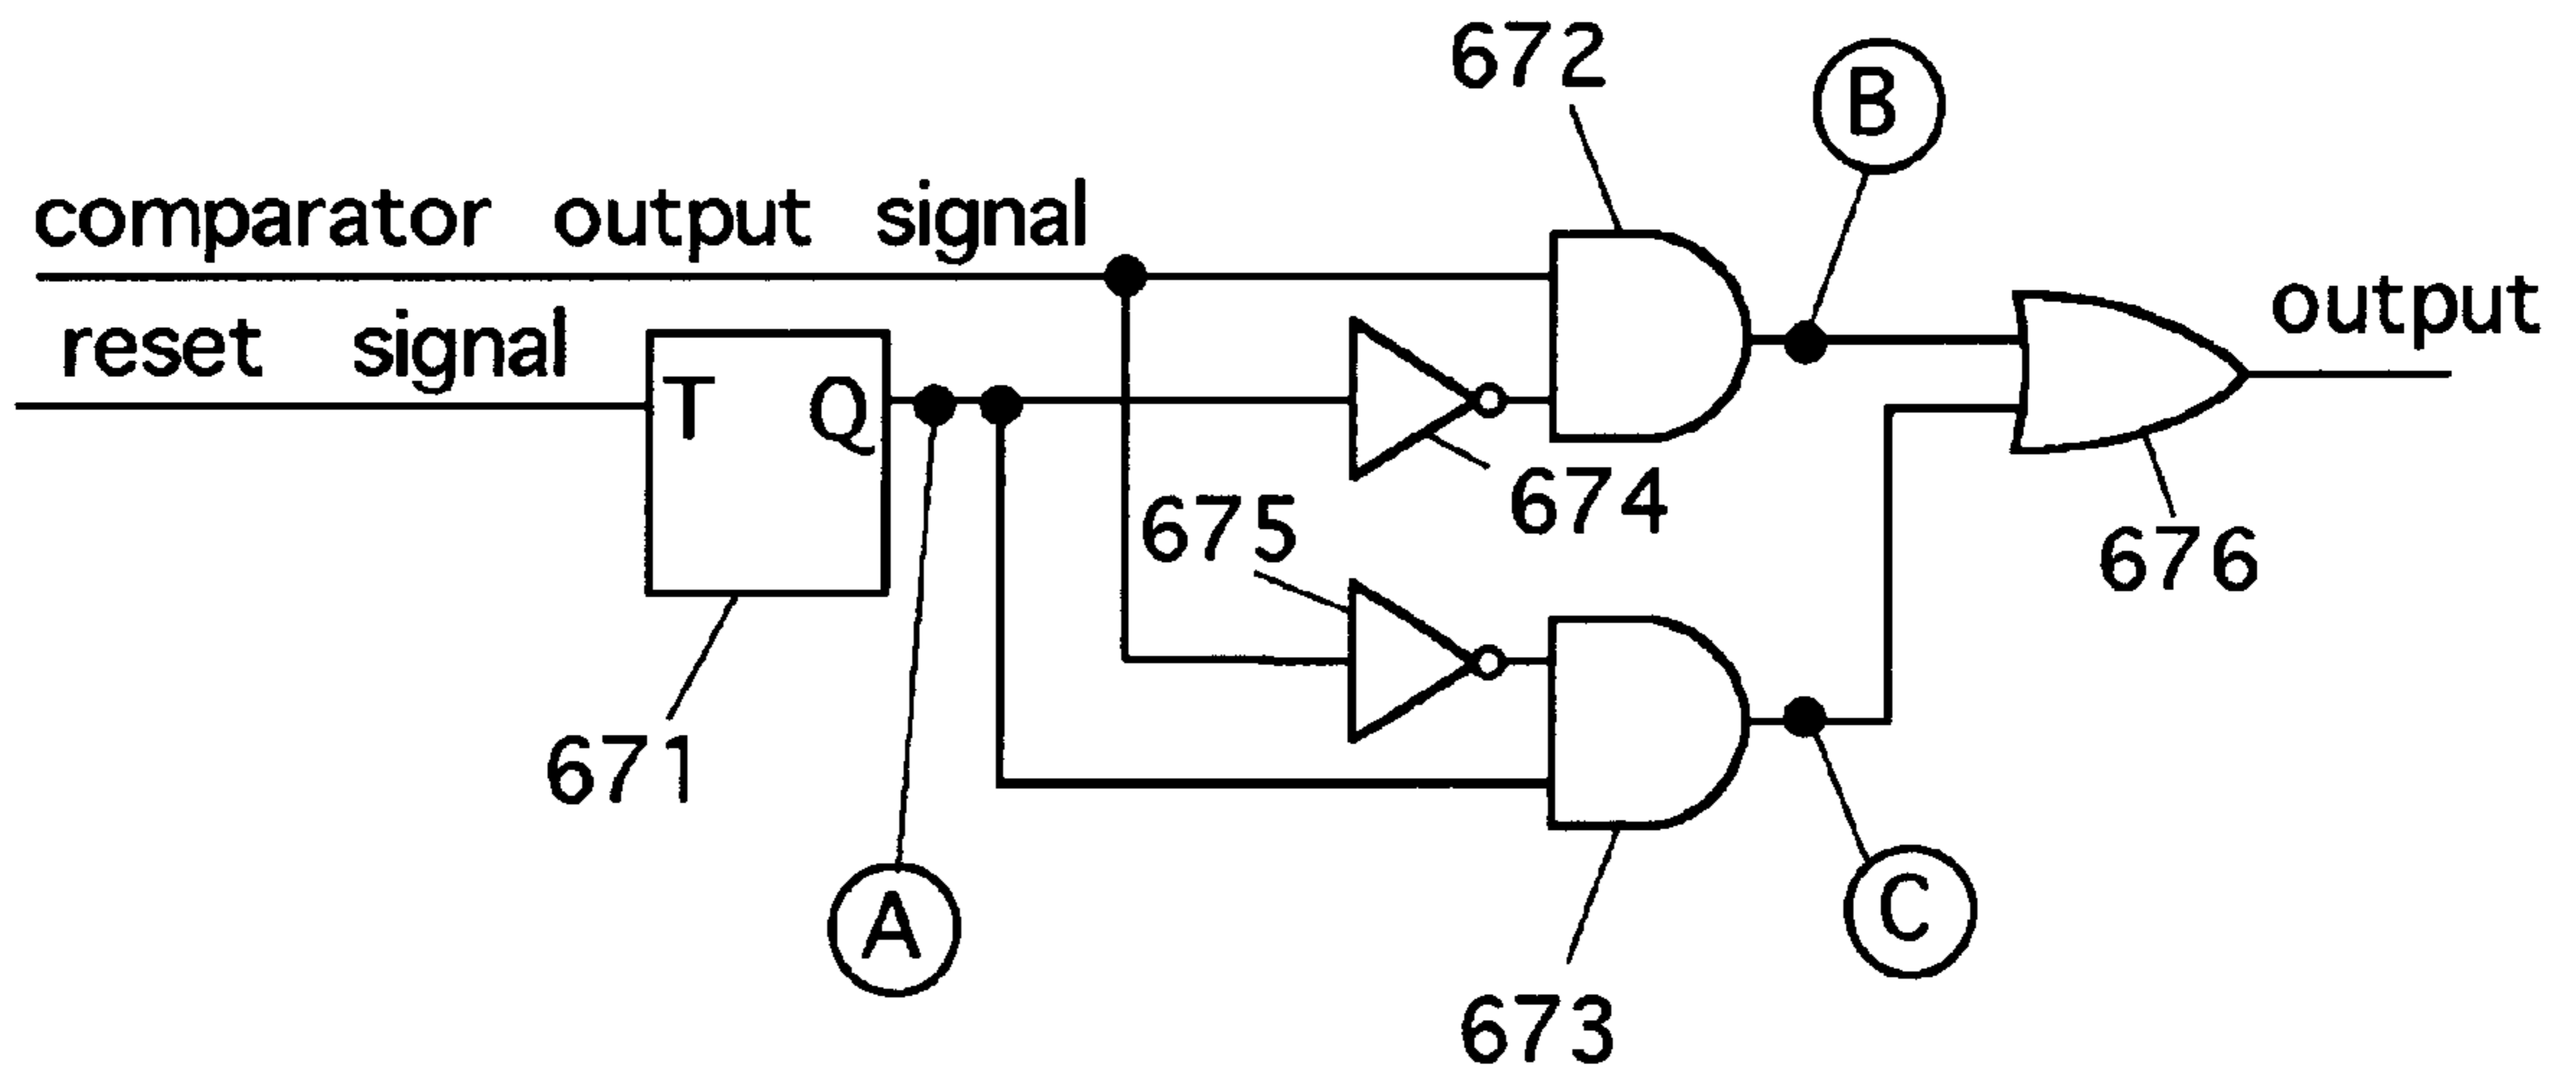 672
B
comparator output signal
output
reset signal
T Q
674
675
676
671
A
C
673